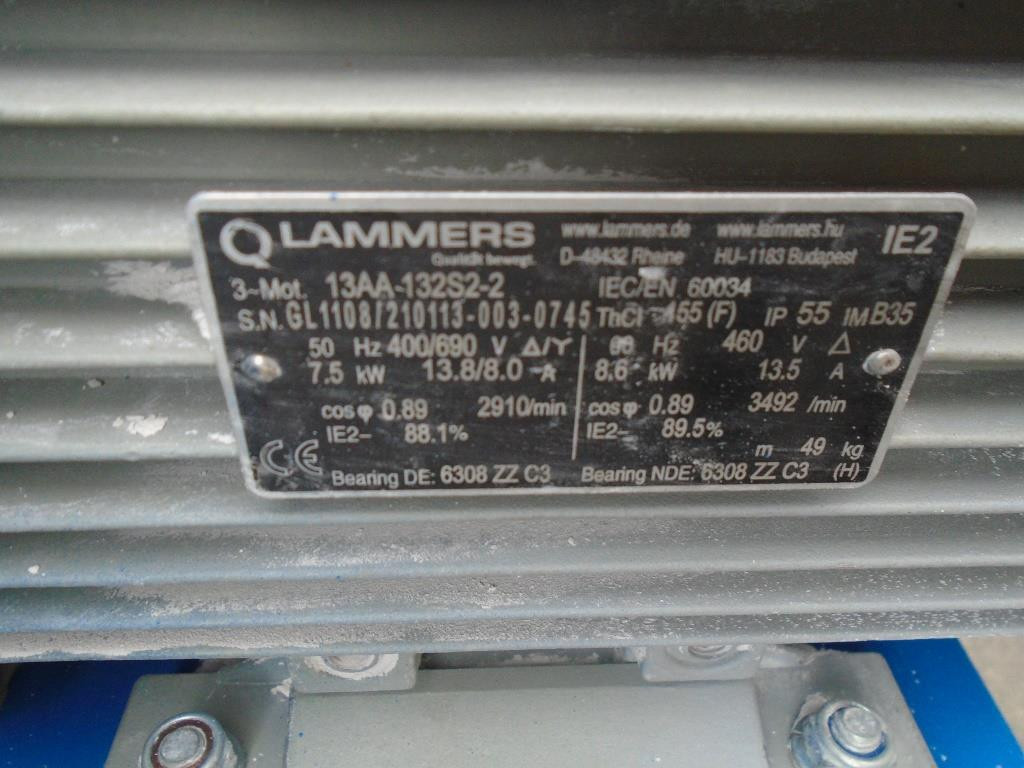 LAMMERS www.lammers.de www.lammers.hu IE2
Qualität bewegt. D-48432 Rheine HU-1183 Budapest
3~Mot. 13AA-132S2-2 IEC/EN 60034
S.N. GL1108/210113-003-0745 ThCl 155 (F) IP 55 IM B35
50 Hz 400/690 V Δ/Y 60 Hz 460 V Δ
7.5 kW 13.8/8.0 A 8.6 kW 13.5 A
cosφ 0.89 2910/min cosφ 0.89 3492 /min
IE2- 88.1% IE2- 89.5%
m 49 kg
CE Bearing DE: 6308 ZZ C3 Bearing NDE: 6308 ZZ C3 (H)